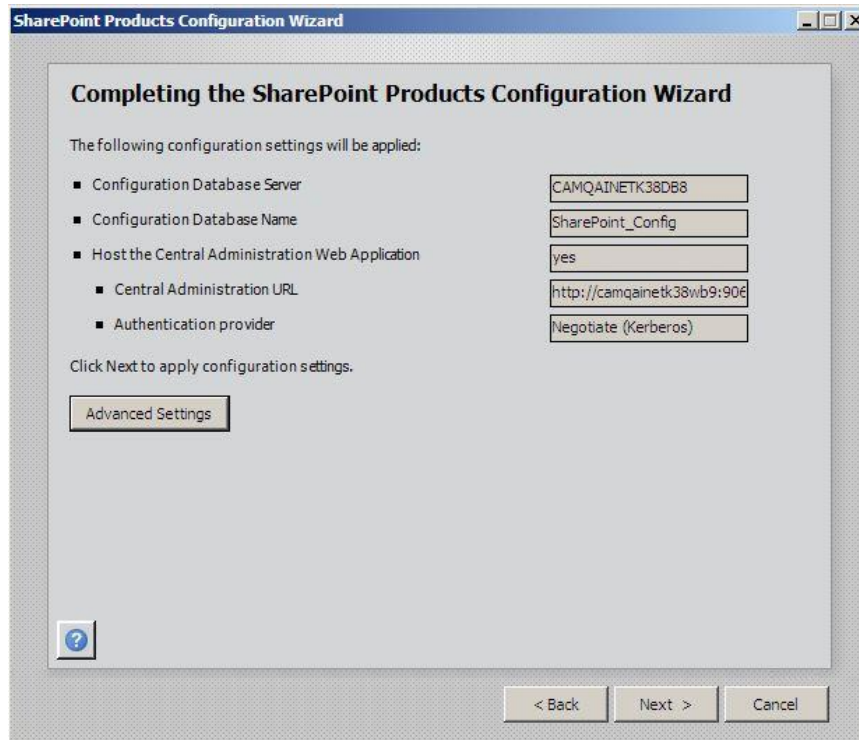 SharePoint Products Configuration Wizard
Completing the SharePoint Products Configuration Wizard
The following configuration settings will be applied:
Configuration Database Server CAMQAINETK38DB8
Configuration Database Name SharePoint_Config
Host the Central Administration Web Application yes
Central Administration URL http://camqainetk38wb9:906
Authentication provider Negotiate (Kerberos)
Click Next to apply configuration settings.
Advanced Settings
?
< Back Next > Cancel